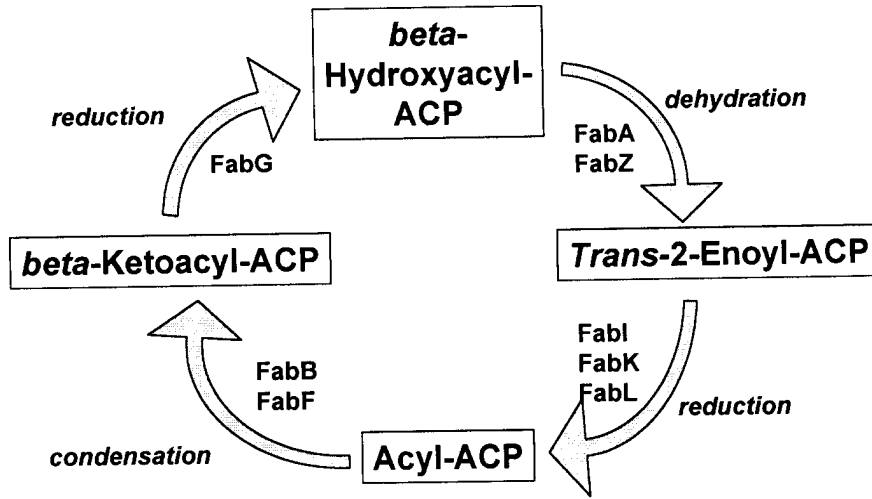 beta-
Hydroxyacyl-
ACP
reduction
dehydration
FabA
FabZ
FabG
beta-Ketoacyl-ACP
Trans-2-Enoyl-ACP
FabI
FabK
FabL
FabB
FabF
reduction
condensation
Acyl-ACP